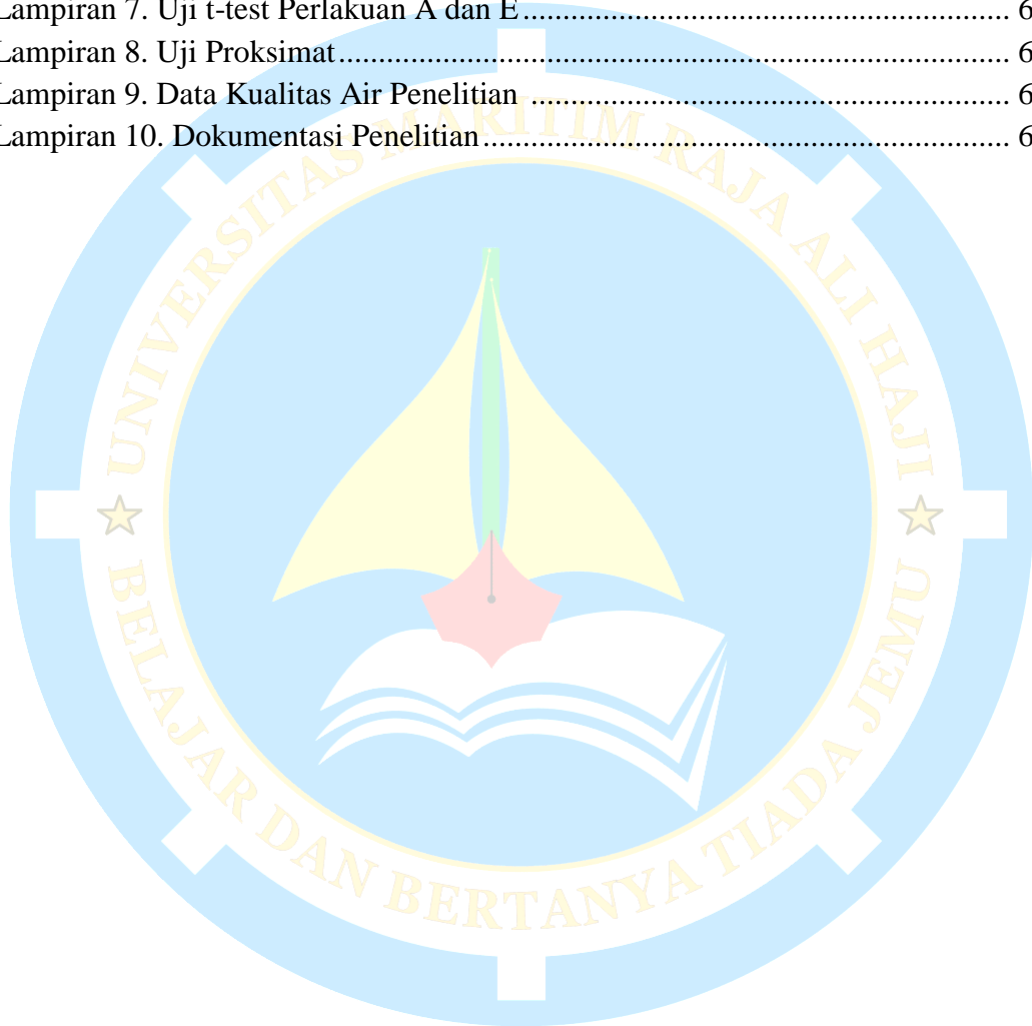 Lampiran 7. Uji t-test Perlakuan A dan E.......................................................... 6
Lampiran 8. Uji Proksimat.................................................................................. 6
Lampiran 9. Data Kualitas Air Penelitian .......................................................... 6
Lampiran 10. Dokumentasi Penelitian................................................................ 6
UNIVERSITAS MARITIM RAJA ALI HAJI
BELAJAR DAN BERTANYA TIADA JEMU